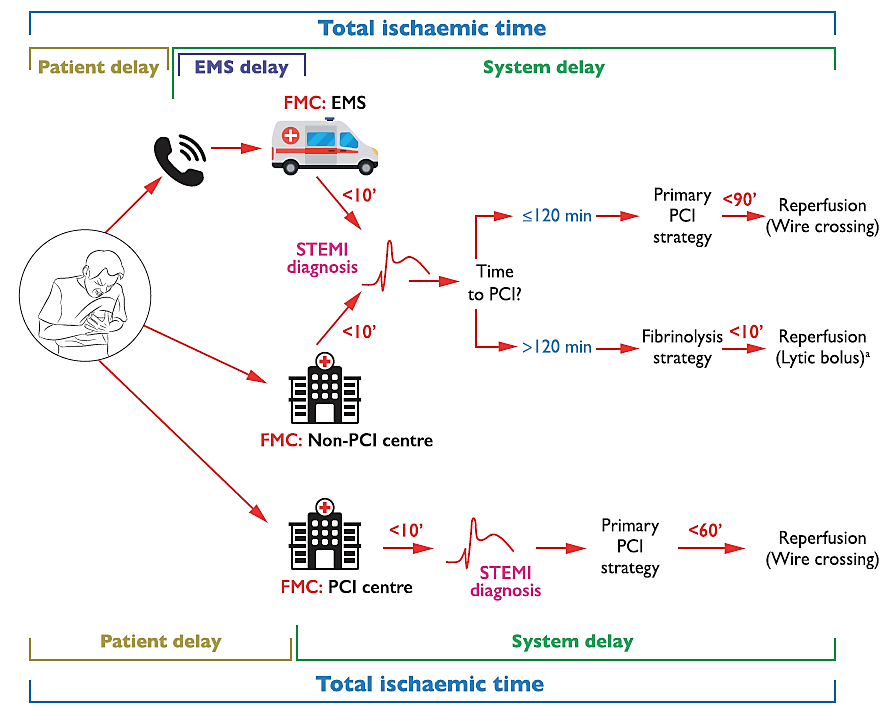 Total ischaemic time
Patient delay
EMS delay
System delay
FMC: EMS
<10’
STEMI
diagnosis
<10’
Time
to PCI?
≤120 min
Primary
PCI
strategy
<90’
Reperfusion
(Wire crossing)
>120 min
Fibrinolysis
strategy
<10’
Reperfusion
(Lytic bolus)ᵃ
FMC: Non-PCI centre
FMC: PCI centre
<10’
STEMI
diagnosis
Primary
PCI
strategy
<60’
Reperfusion
(Wire crossing)
Patient delay
System delay
Total ischaemic time